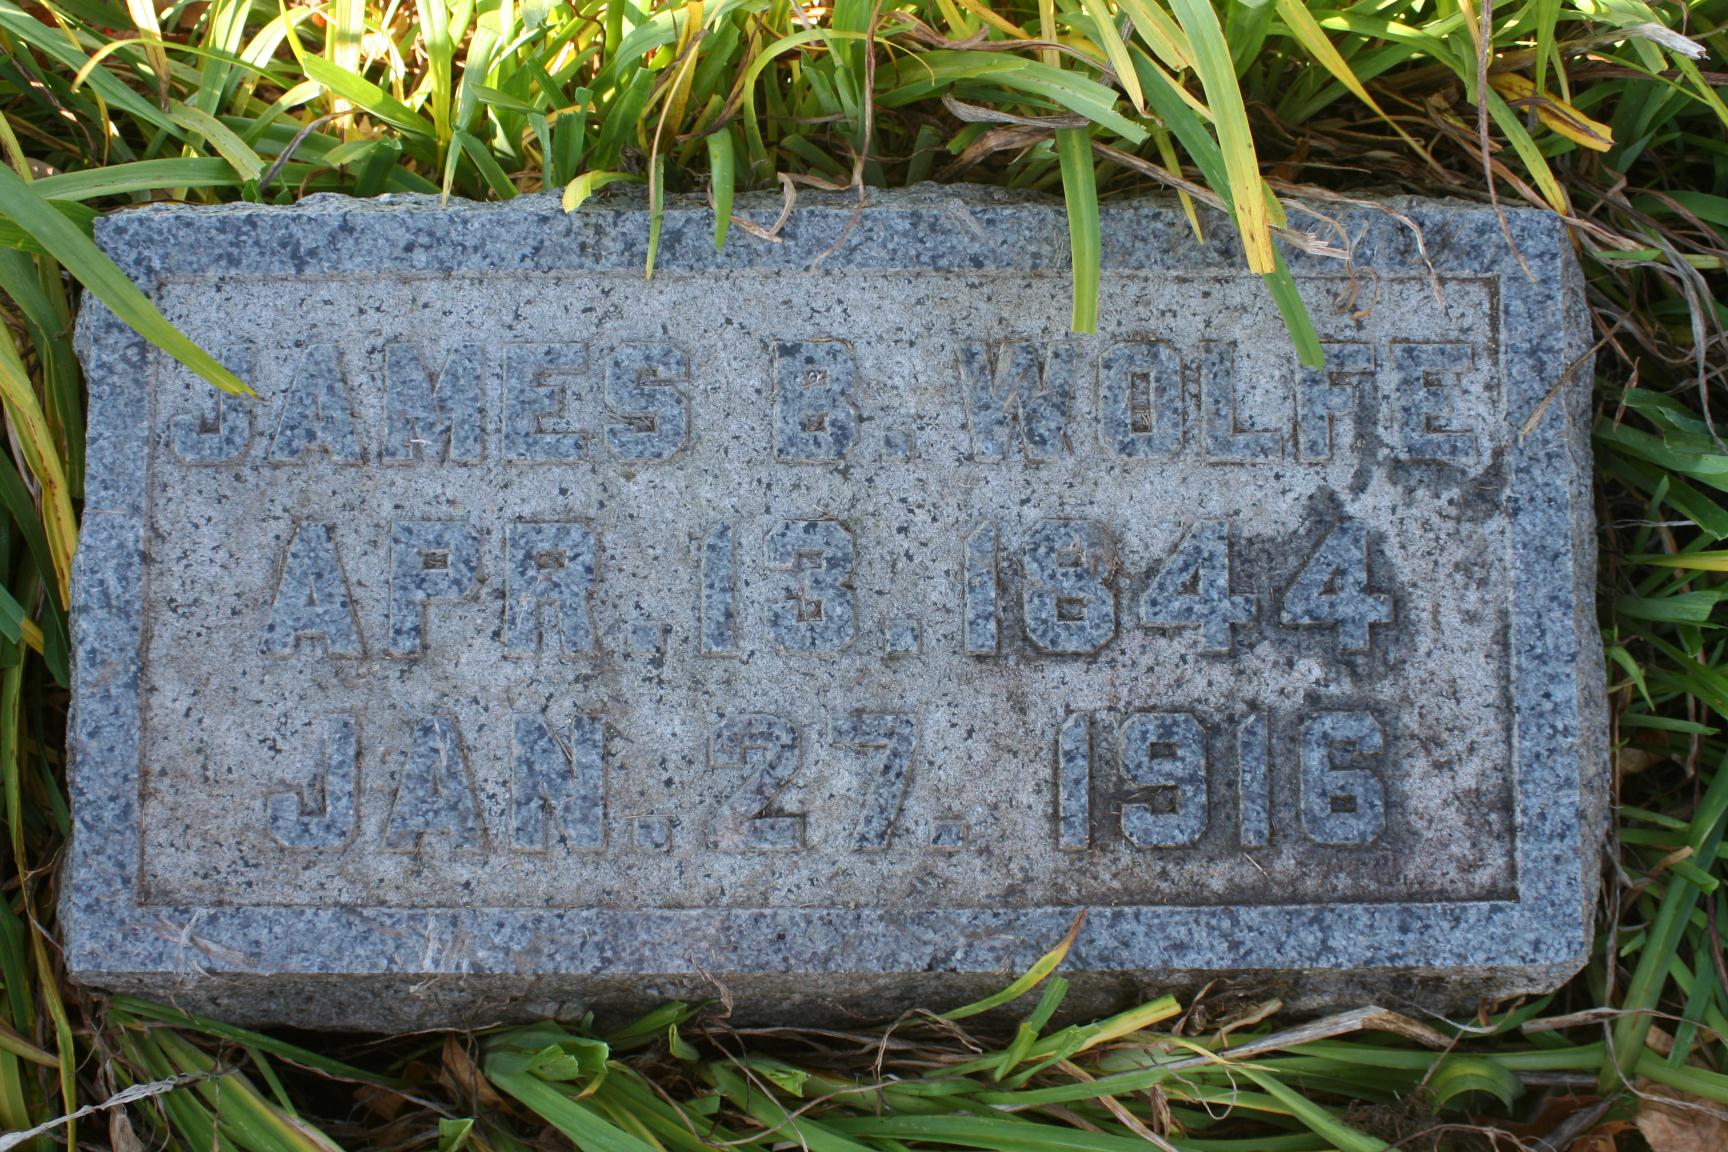 JAMES B. WOLFE
APR. 13. 1844
JAN. 27. 1916